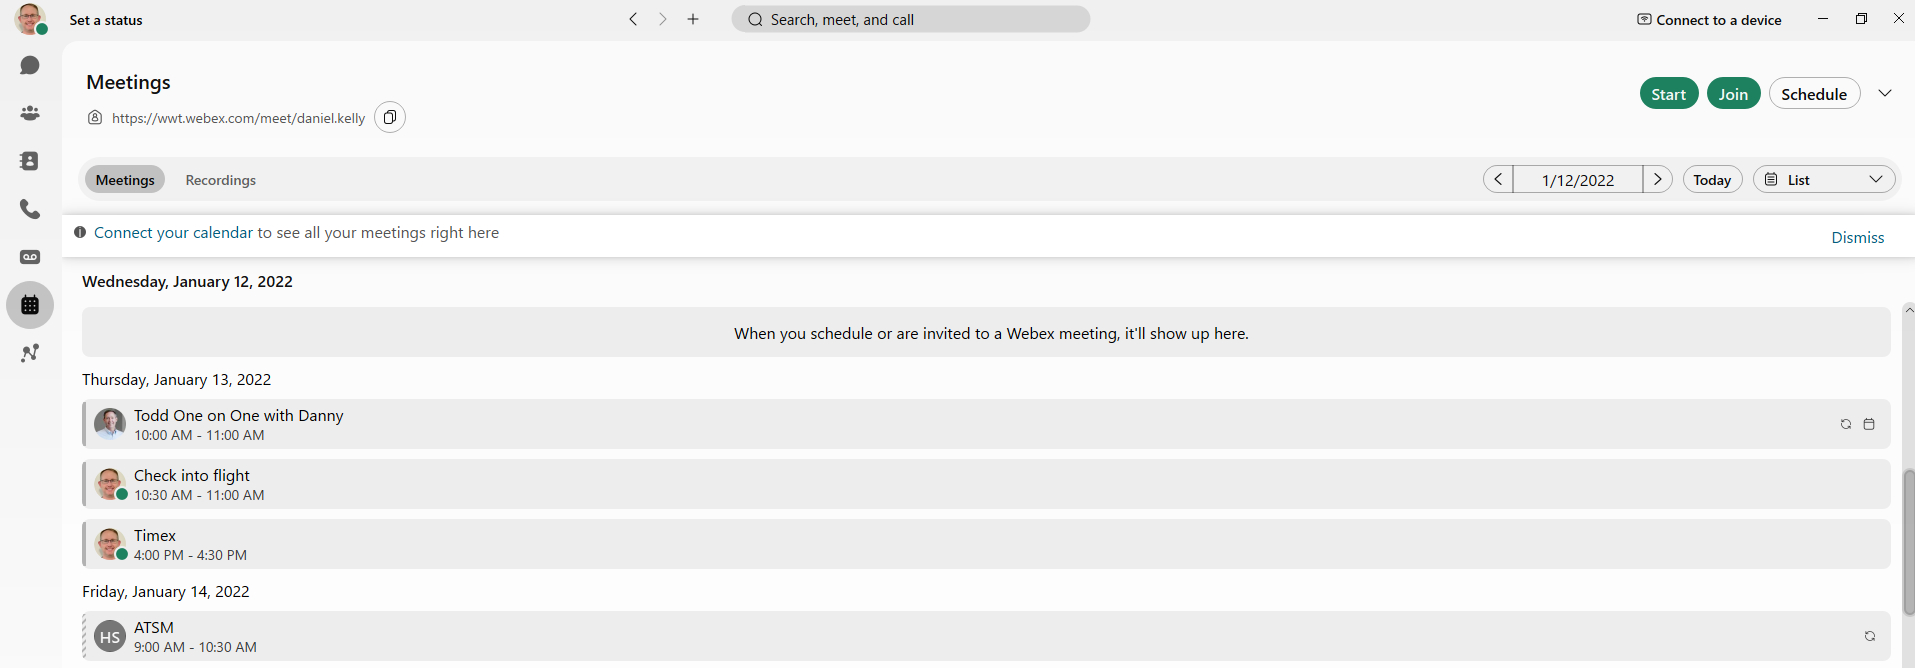 Set a status
Search, meet, and call
Connect to a device
Meetings
https://wwt.webex.com/meet/daniel.kelly
Start
Join
Schedule
Meetings
Recordings
1/12/2022
Today
List
Connect your calendar to see all your meetings right here
Dismiss
Wednesday, January 12, 2022
When you schedule or are invited to a Webex meeting, it'll show up here.
Thursday, January 13, 2022
Todd One on One with Danny
10:00 AM - 11:00 AM
Check into flight
10:30 AM - 11:00 AM
Timex
4:00 PM - 4:30 PM
Friday, January 14, 2022
HS
ATSM
9:00 AM - 10:30 AM